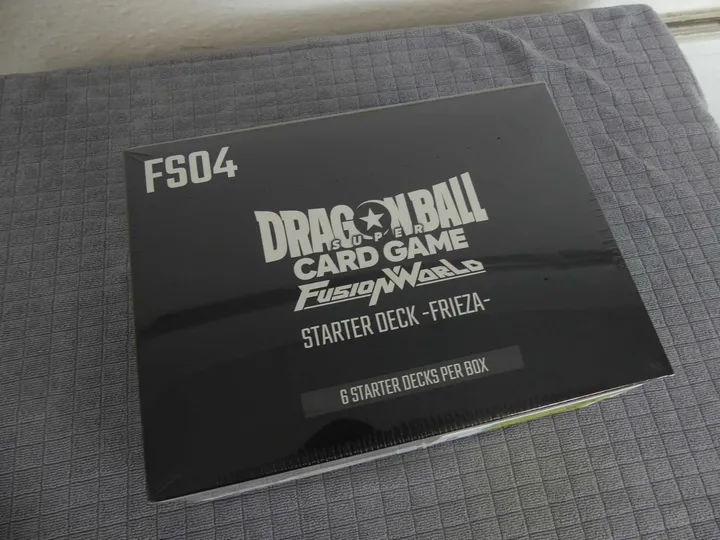 FS04
DRAGON BALL
SUPER
CARD GAME
FUSION WORLD
STARTER DECK -FRIEZA-
6 STARTER DECKS PER BOX